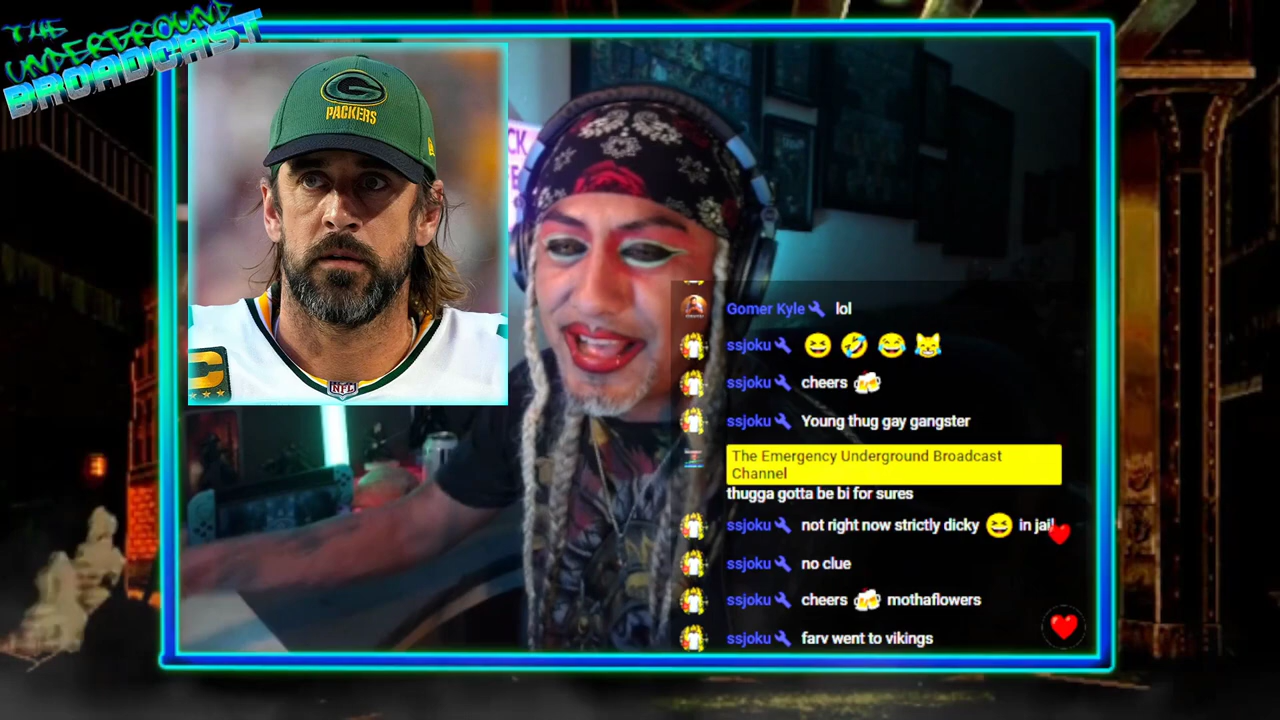 THE
UNDERGROUND
BROADCAST
G
PACKERS
C
NFL
CK
Gomer Kyle lol
ssjoku 😆 🤣 😂 😹
ssjoku cheers 🍻
ssjoku Young thug gay gangster
The Emergency Underground Broadcast
Channel
thugga gotta be bi for sures
ssjoku not right now strictly dicky 😆 in jail
ssjoku no clue
ssjoku cheers 🍻 mothaflowers
ssjoku farv went to vikings